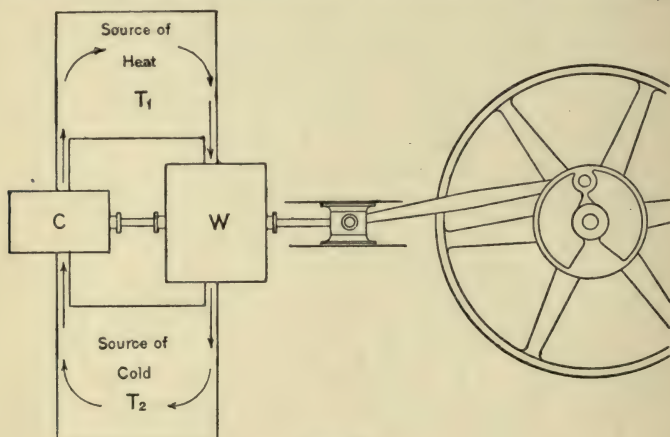 Source of
Heat
T₁
C
W
Source of
Cold
T₂